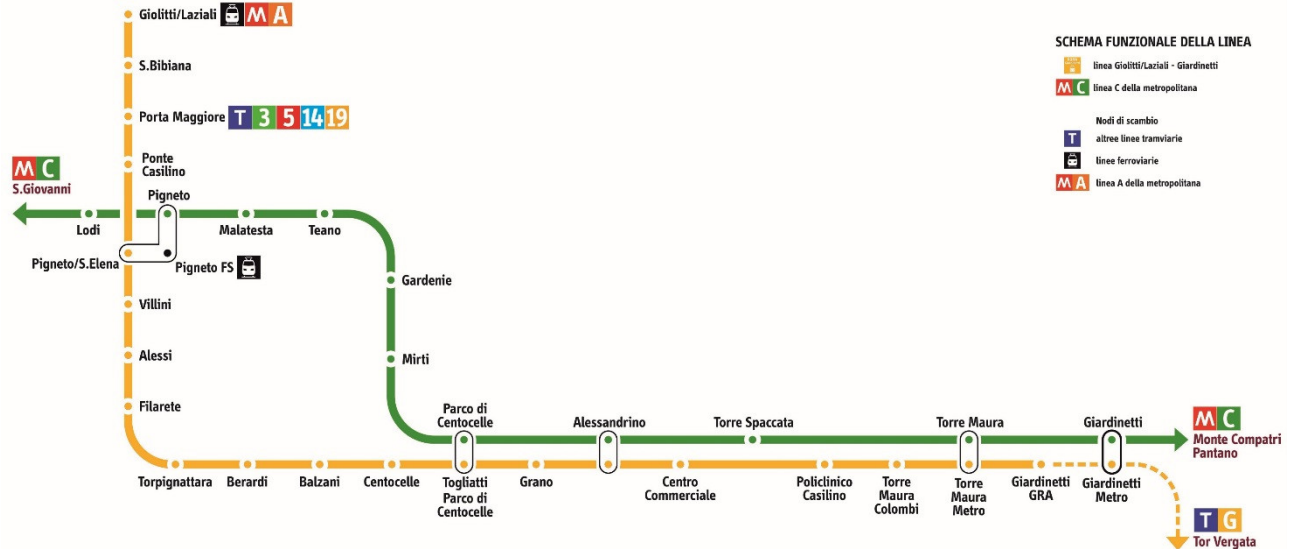 Giolitti/Laziali M A
S.Bibiana
Porta Maggiore T 3 5 14 19
Ponte
Casilino
M C
S.Giovanni
Pigneto
Lodi
Malatesta
Teano
Pigneto/S.Elena
Pigneto FS
Gardenie
Villini
Alessi
Mirti
Filarete
Parco di
Centocelle
Alessandrino
Torre Spaccata
Torre Maura
Giardinetti
M C
Monte Compatri
Pantano
Torpignattara
Berardi
Balzani
Centocelle
Togliatti
Parco di
Centocelle
Grano
Centro
Commerciale
Policlinico
Casilino
Torre
Maura
Colombi
Torre
Maura
Metro
Giardinetti
GRA
Giardinetti
Metro
T G
Tor Vergata
SCHEMA FUNZIONALE DELLA LINEA
linea Giolitti/Laziali - Giardinetti
M C linea C della metropolitana
Nodi di scambio
T altree linee tramviarie
linee ferroviarie
M A linea A della metropolitana